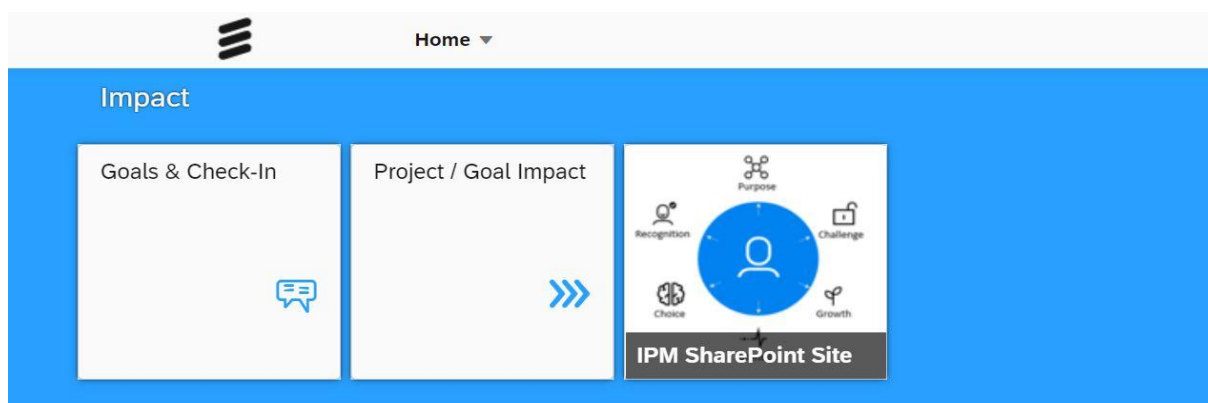 Home
Impact
Goals & Check-In
Project / Goal Impact
Purpose
Recognition
Challenge
Choice
Growth
IPM SharePoint Site